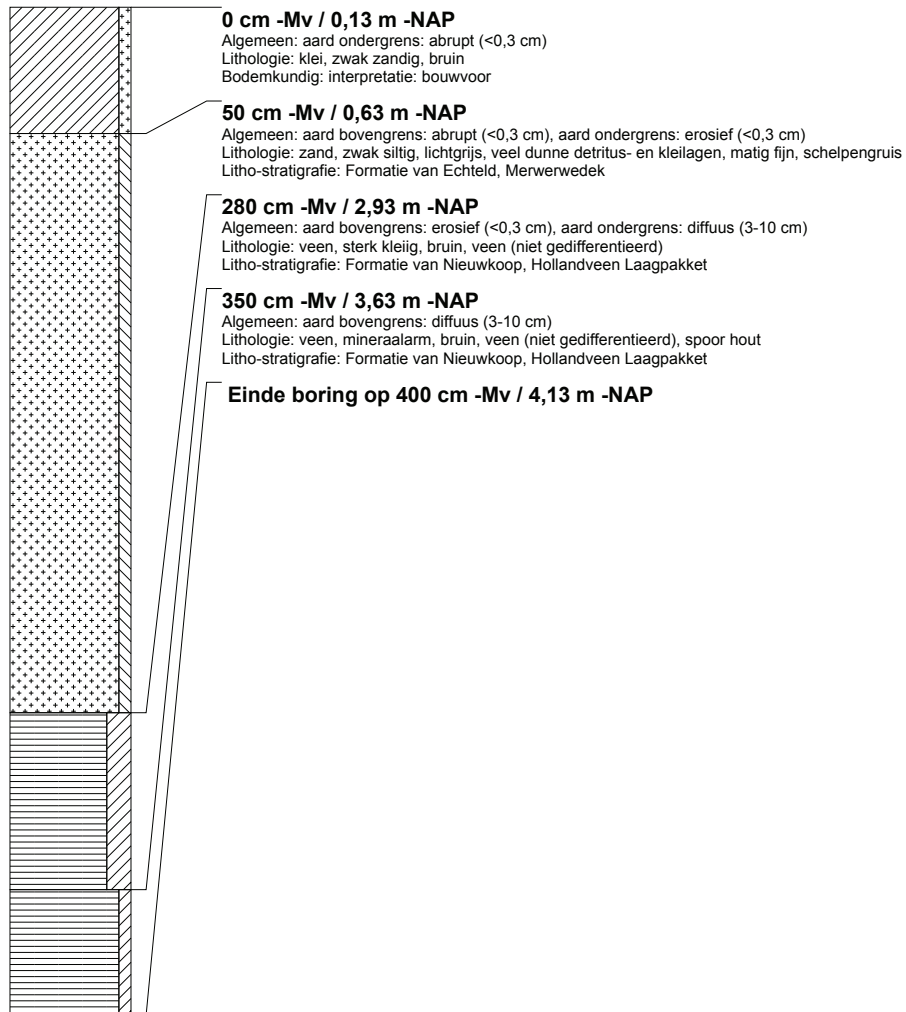 0 cm -Mv / 0,13 m -NAP
Algemeen: aard ondergrens: abrupt (<0,3 cm)
Lithologie: klei, zwak zandig, bruin
Bodemkundig: interpretatie: bouwvoor
50 cm -Mv / 0,63 m -NAP
Algemeen: aard bovengrens: abrupt (<0,3 cm), aard ondergrens: erosief (<0,3 cm)
Lithologie: zand, zwak siltig, lichtgrijs, veel dunne detritus- en kleilagen, matig fijn, schelpengruis
Litho-stratigrafie: Formatie van Echteld, Merwerwedek
280 cm -Mv / 2,93 m -NAP
Algemeen: aard bovengrens: erosief (<0,3 cm), aard ondergrens: diffuus (3-10 cm)
Lithologie: veen, sterk kleiig, bruin, veen (niet gedifferentieerd)
Litho-stratigrafie: Formatie van Nieuwkoop, Hollandveen Laagpakket
350 cm -Mv / 3,63 m -NAP
Algemeen: aard bovengrens: diffuus (3-10 cm)
Lithologie: veen, mineraalarm, bruin, veen (niet gedifferentieerd), spoor hout
Litho-stratigrafie: Formatie van Nieuwkoop, Hollandveen Laagpakket
Einde boring op 400 cm -Mv / 4,13 m -NAP